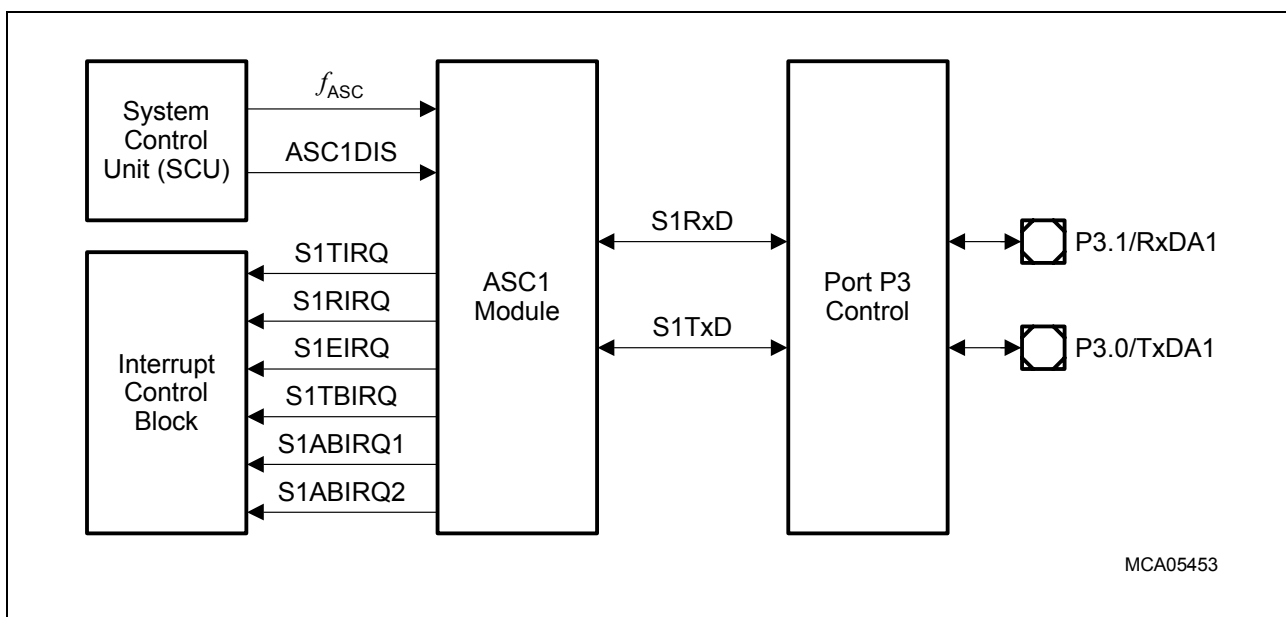 System
Control
Unit (SCU)
fASC
ASC1DIS
Interrupt
Control
Block
S1TIRQ
S1RIRQ
S1EIRQ
S1TBIRQ
S1ABIRQ1
S1ABIRQ2
ASC1
Module
S1RxD
S1TxD
Port P3
Control
P3.1/RxDA1
P3.0/TxDA1
MCA05453